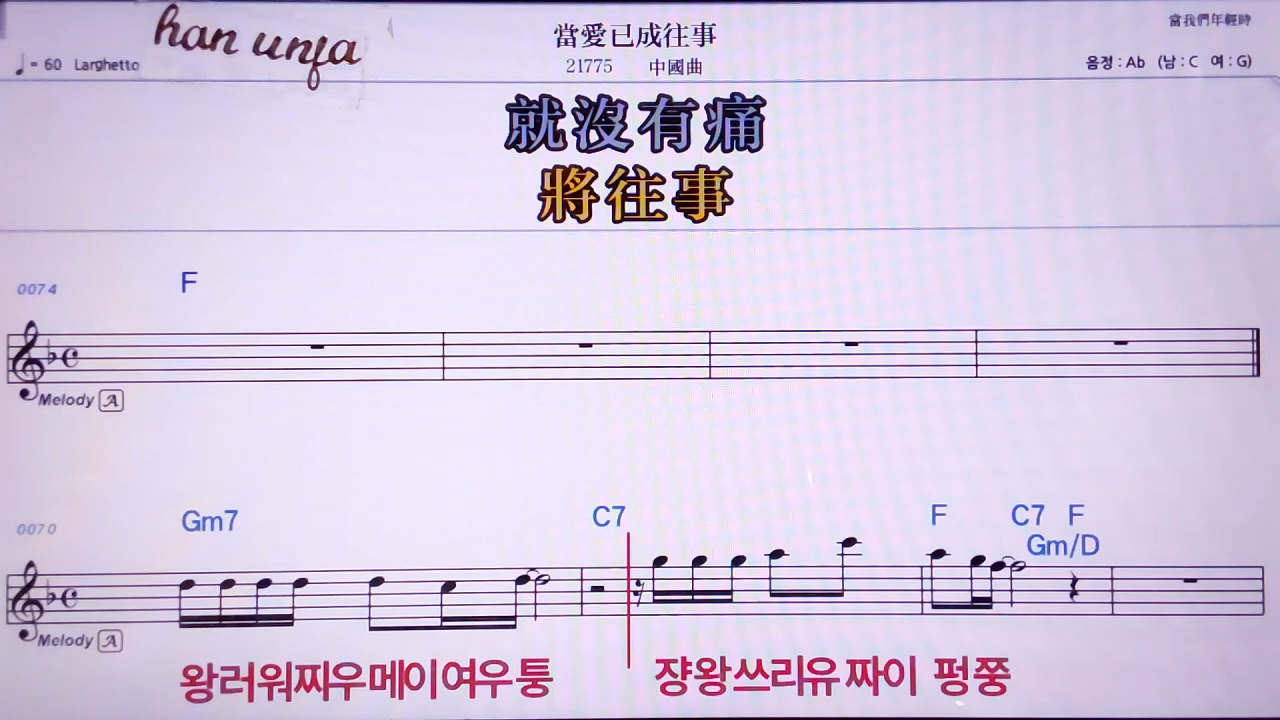 han unfa
當我們年輕時
當愛已成往事
♩= 60 Larghetto
21775 中國曲
음정 : Ab (남 : C 여 : G)
就沒有痛
將往事
0074 F
Melody A
0070 Gm7 C7 F C7 F
Gm/D
Melody A
왕러워찌우메이여우퉁 쟝왕쓰리유 짜이 펑쭝